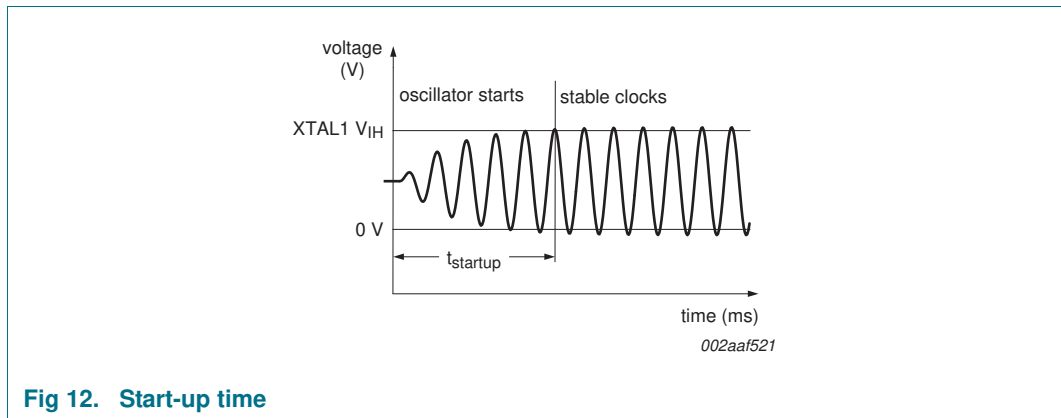 voltage
(V)
oscillator starts
stable clocks
XTAL1 VIH
0 V
tstartup
time (ms)
002aaf521
Fig 12. Start-up time